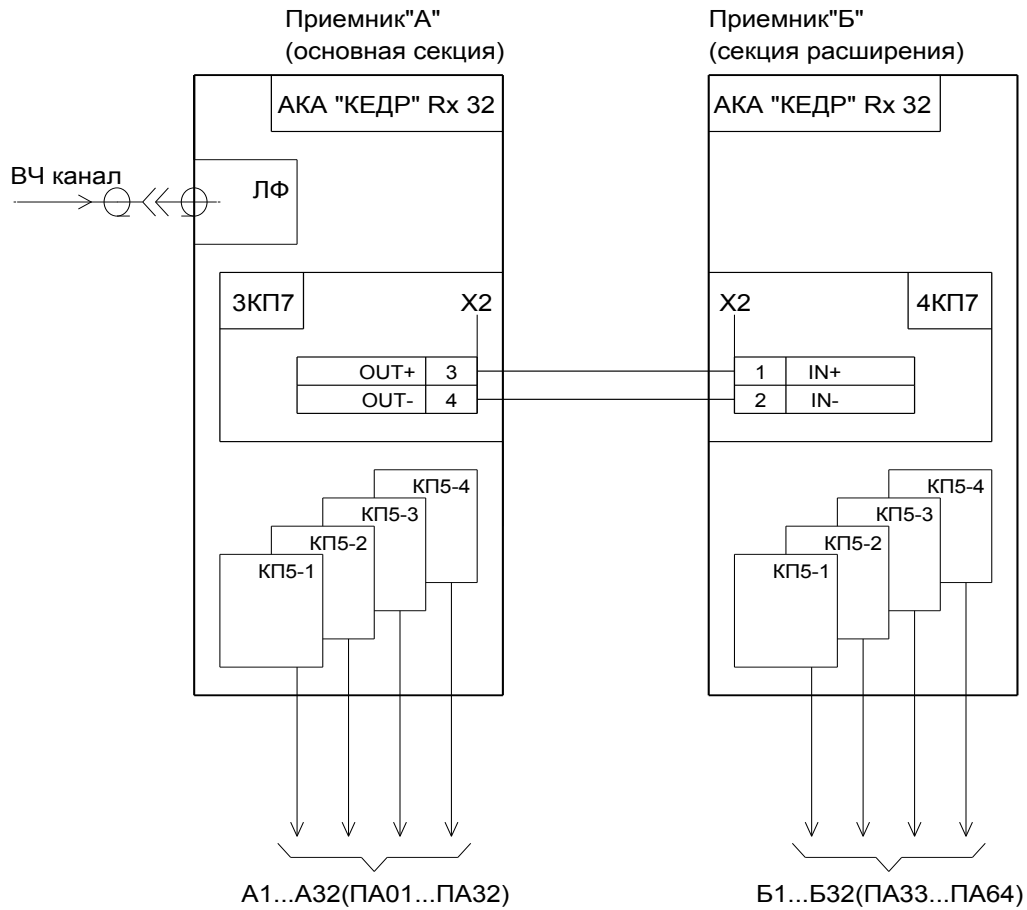 Приемник"А"
(основная секция)
Приемник"Б"
(секция расширения)
АКА "КЕДР" Rx 32
АКА "КЕДР" Rx 32
ВЧ канал
ЛФ
3КП7
X2
X2
4КП7
OUT+ 3
1 IN+
OUT- 4
2 IN-
КП5-4
КП5-3
КП5-2
КП5-1
КП5-4
КП5-3
КП5-2
КП5-1
А1...А32(ПА01...ПА32)
Б1...Б32(ПА33...ПА64)